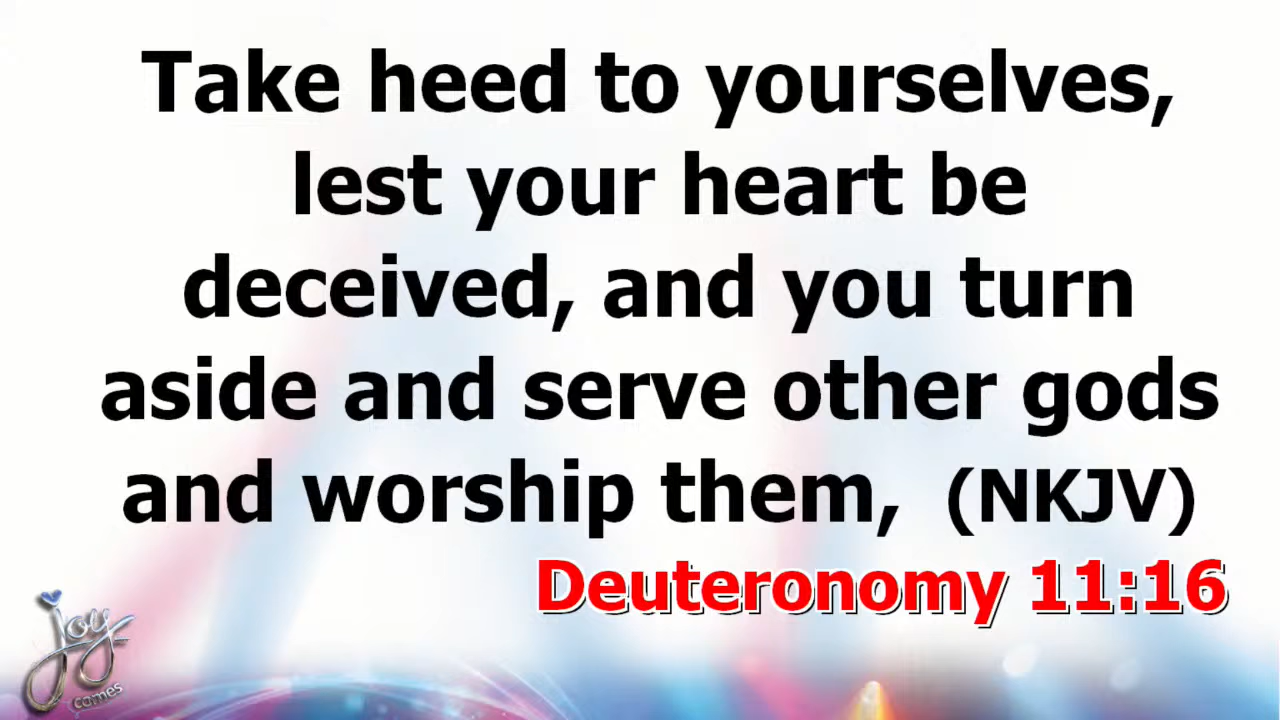 Take heed to yourselves,
lest your heart be
deceived, and you turn
aside and serve other gods
and worship them, (NKJV)
Deuteronomy 11:16
joy
comes